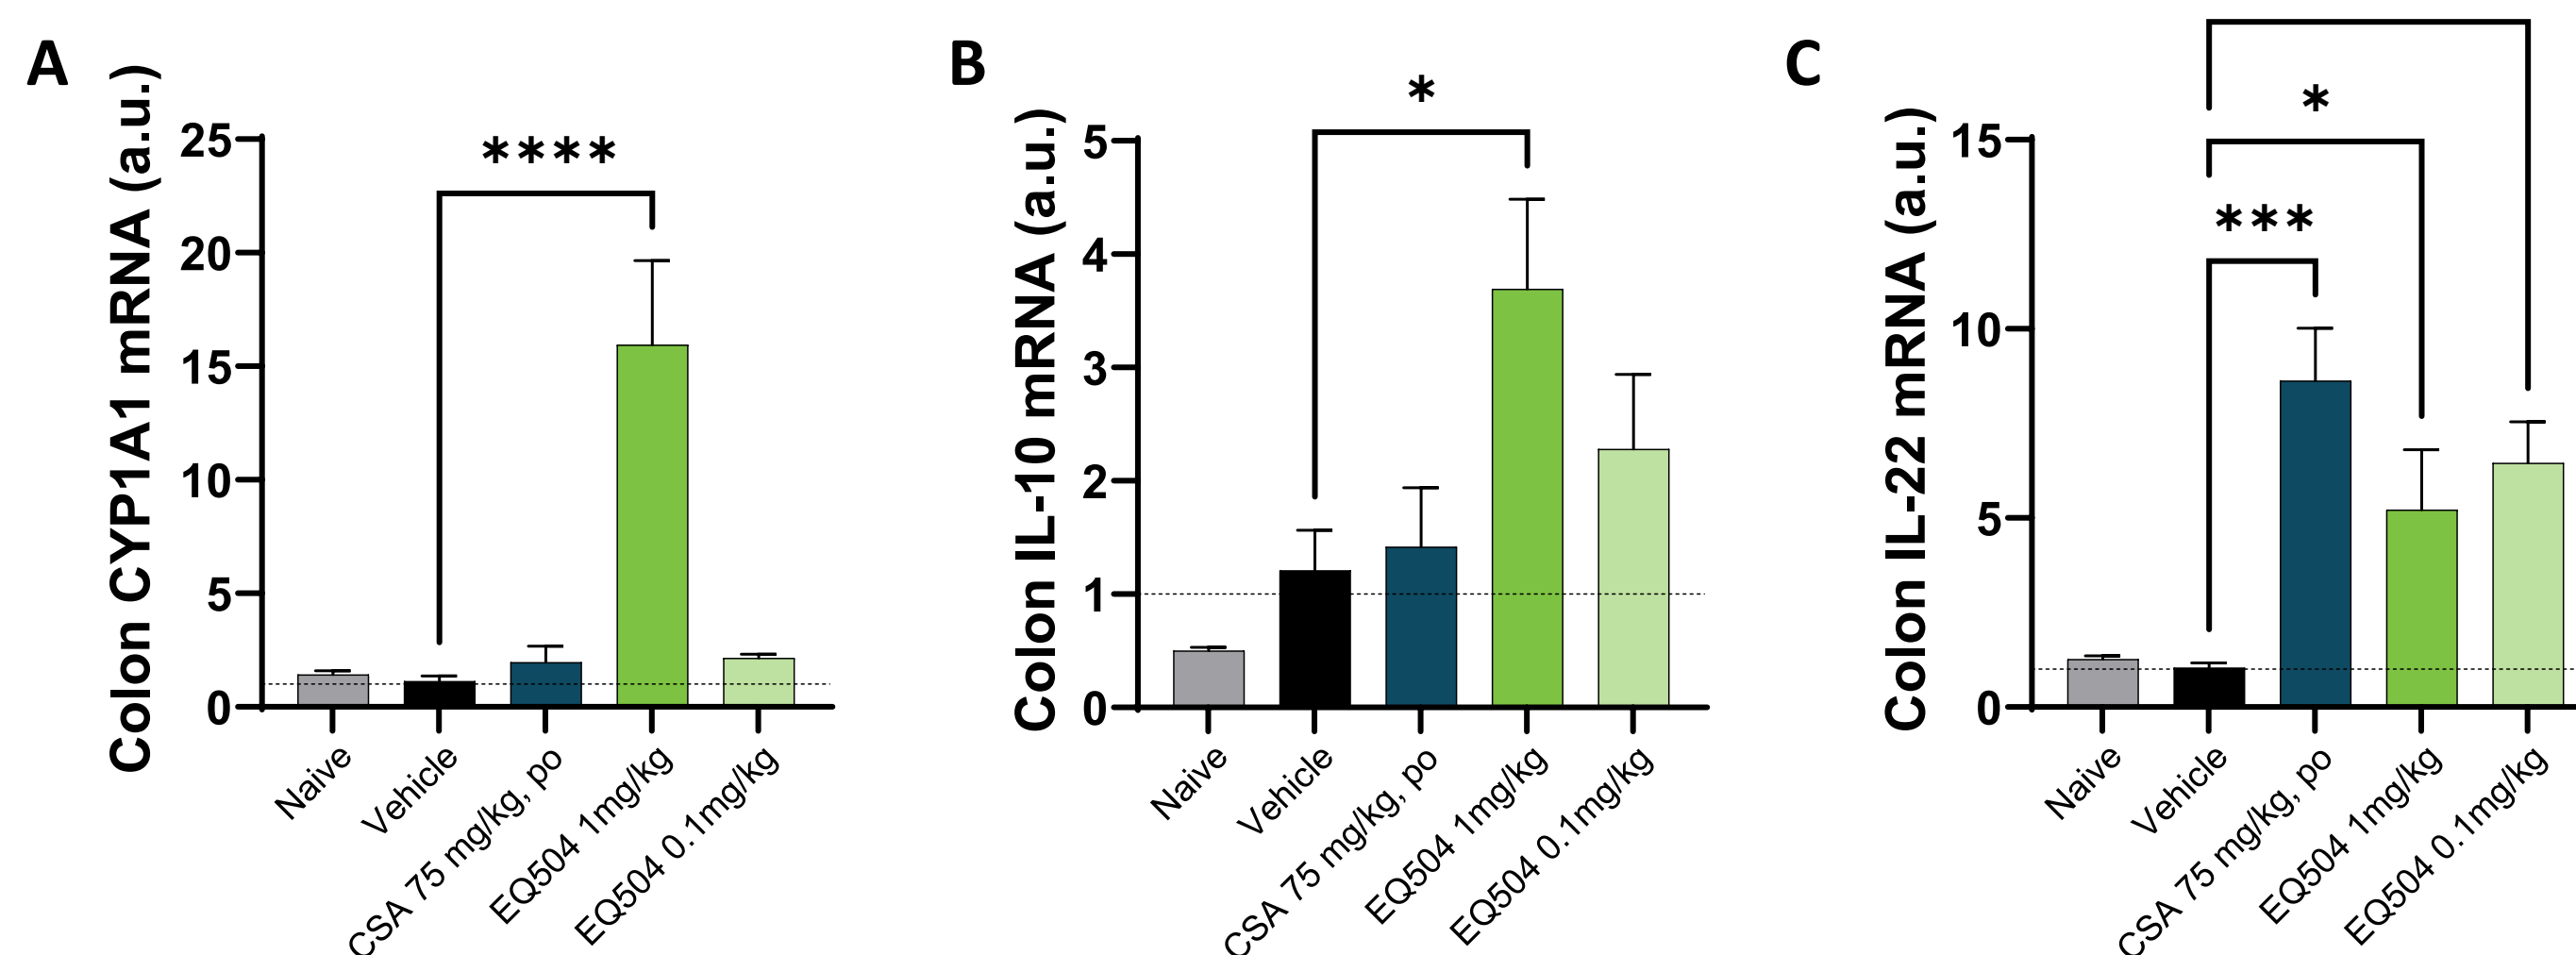 A
Colon CYP1A1 mRNA (a.u.)
25
20
15
10
5
0
****
Naive
Vehicle
CSA 75 mg/kg, po
EQ504 1mg/kg
EQ504 0.1mg/kg
B
Colon IL-10 mRNA (a.u.)
5
4
3
2
1
0
*
Naive
Vehicle
CSA 75 mg/kg, po
EQ504 1mg/kg
EQ504 0.1mg/kg
C
Colon IL-22 mRNA (a.u.)
15
10
5
0
*
***
Naive
Vehicle
CSA 75 mg/kg, po
EQ504 1mg/kg
EQ504 0.1mg/kg